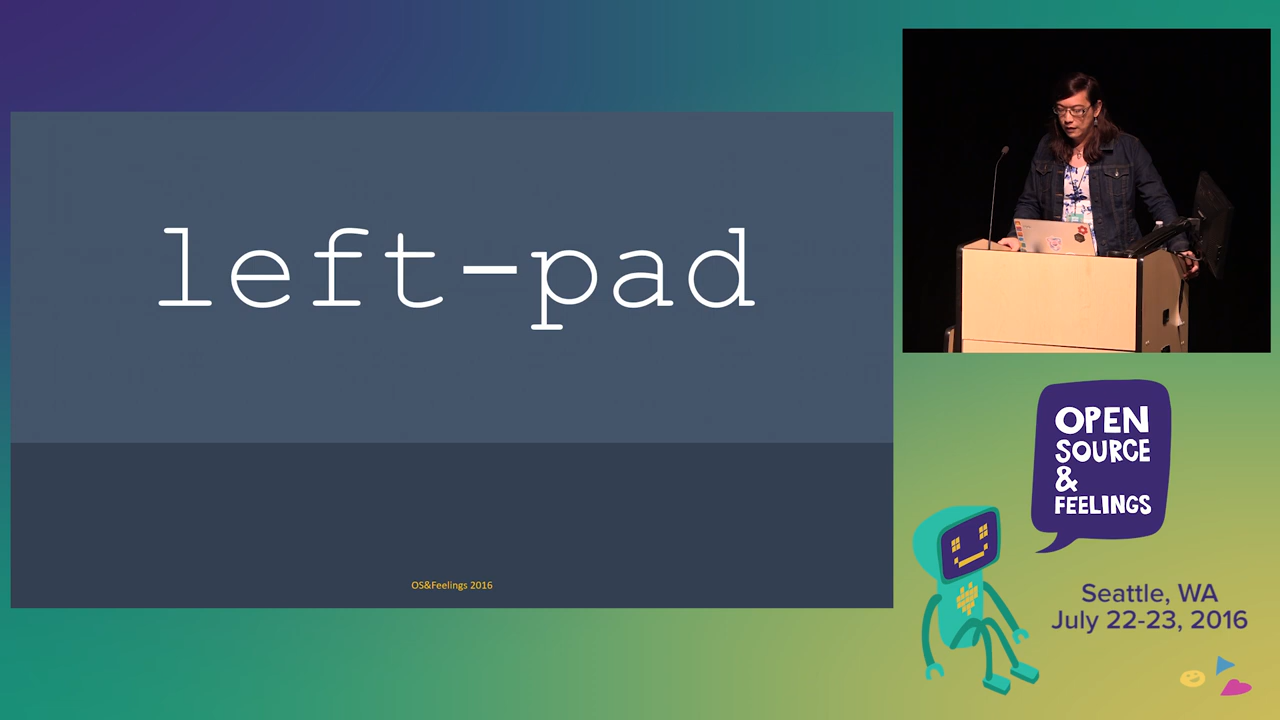 left-pad
OS&Feelings 2016
OPEN
SOURCE
&
FEELINGS
Seattle, WA
July 22-23, 2016